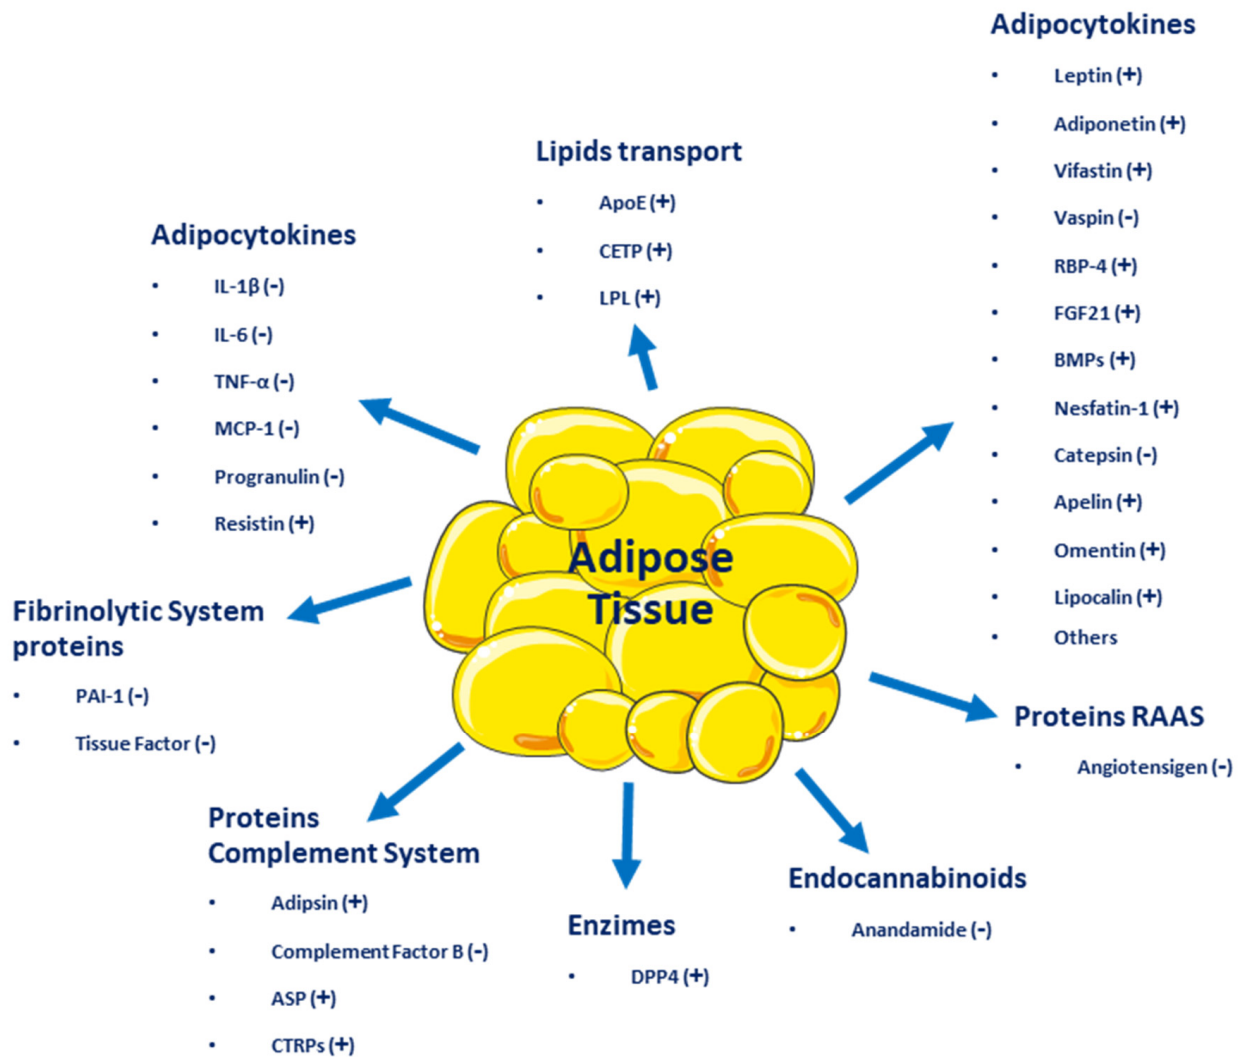 Adipocytokines
• Leptin (+)
• Adiponetin (+)
• Vifastin (+)
• Vaspin (-)
• RBP-4 (+)
• FGF21 (+)
• BMPs (+)
• Nesfatin-1 (+)
• Catepsin (-)
• Apelin (+)
• Omentin (+)
• Lipocalin (+)
• Others
Lipids transport
• ApoE (+)
• CETP (+)
• LPL (+)
Adipocytokines
• IL-1β (-)
• IL-6 (-)
• TNF-α (-)
• MCP-1 (-)
• Progranulin (-)
• Resistin (+)
Adipose
Tissue
Fibrinolytic System
proteins
• PAI-1 (-)
• Tissue Factor (-)
Proteins RAAS
• Angiotensigen (-)
Proteins
Complement System
• Adipsin (+)
• Complement Factor B (-)
• ASP (+)
• CTRPs (+)
Enzimes
• DPP4 (+)
Endocannabinoids
• Anandamide (-)